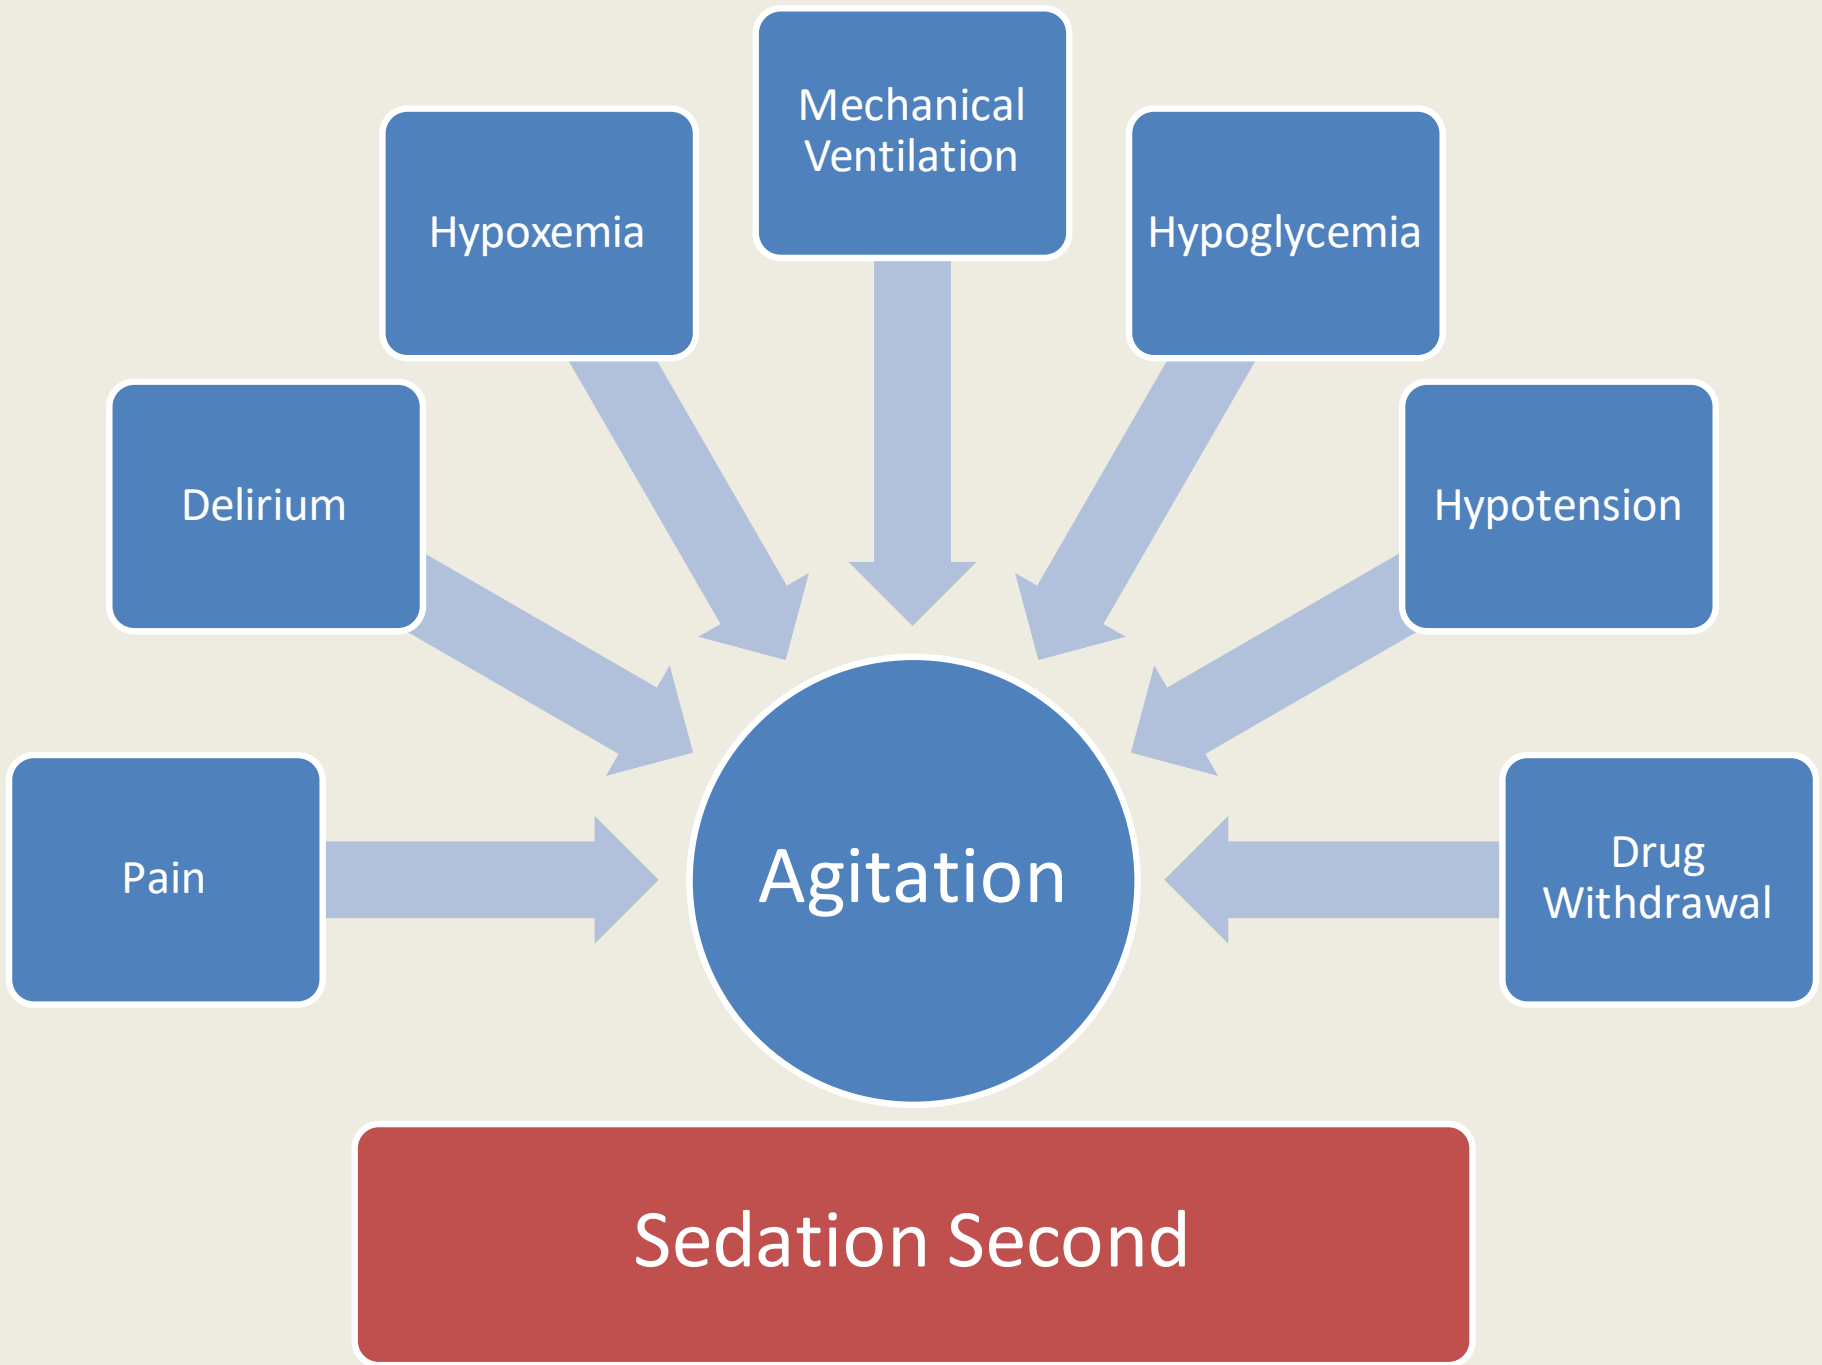 Mechanical
Ventilation
Hypoxemia
Hypoglycemia
Delirium
Hypotension
Pain
Agitation
Drug
Withdrawal
Sedation Second